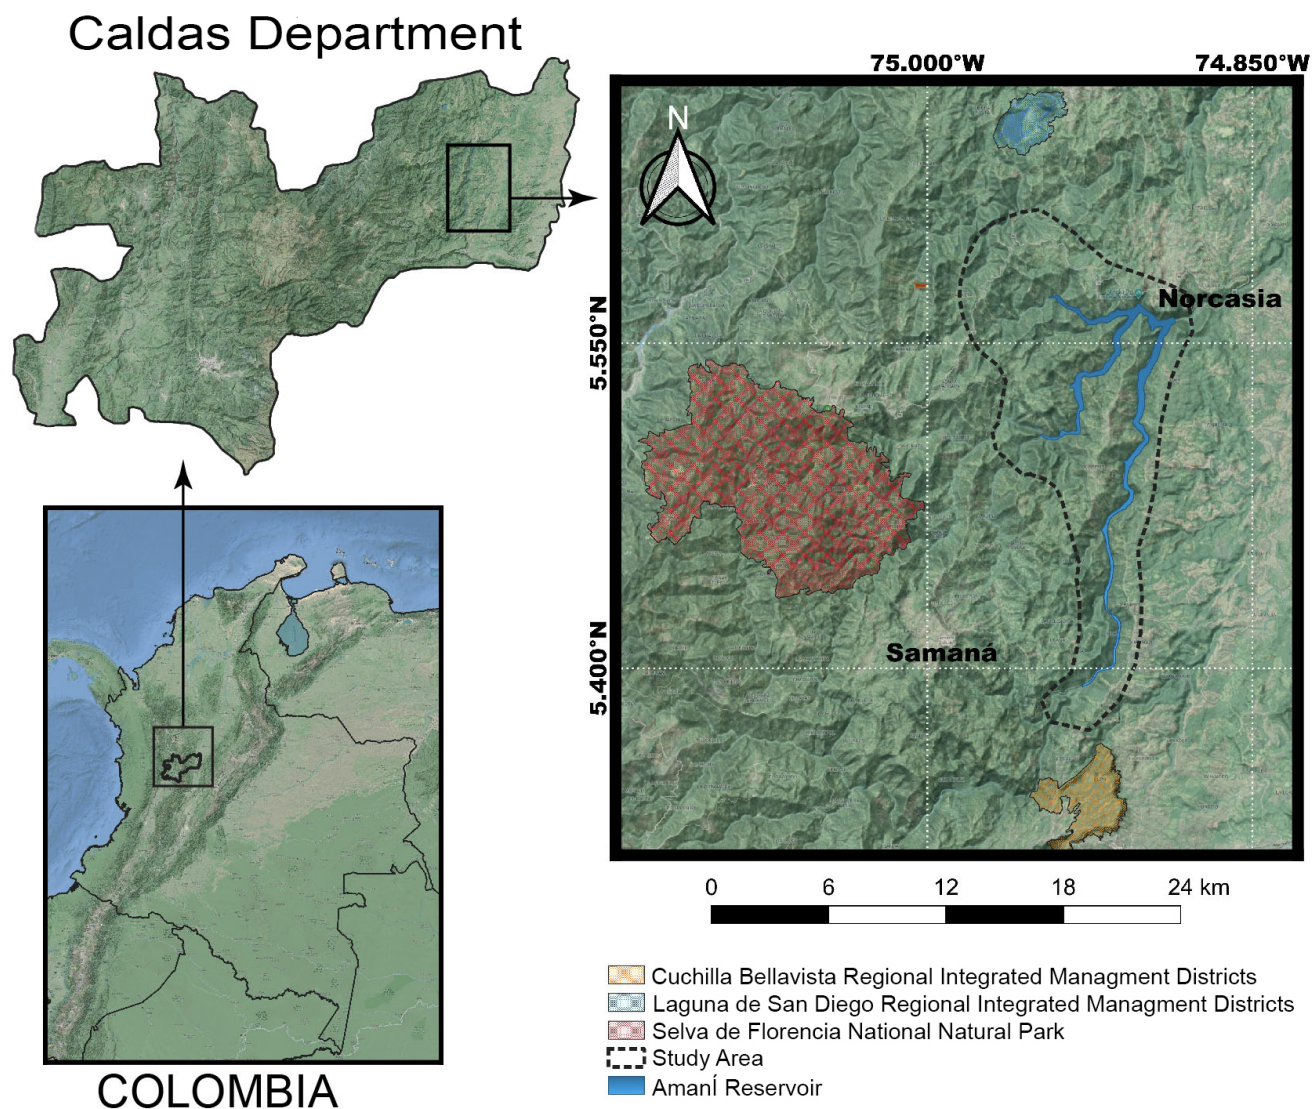 Caldas Department
75.000°W
74.850°W
N
Norcasia
5.550°N
Samaná
5.400°N
0 6 12 18 24 km
Cuchilla Bellavista Regional Integrated Managment Districts
Laguna de San Diego Regional Integrated Managment Districts
Selva de Florencia National Natural Park
Study Area
AmanÍ Reservoir
COLOMBIA